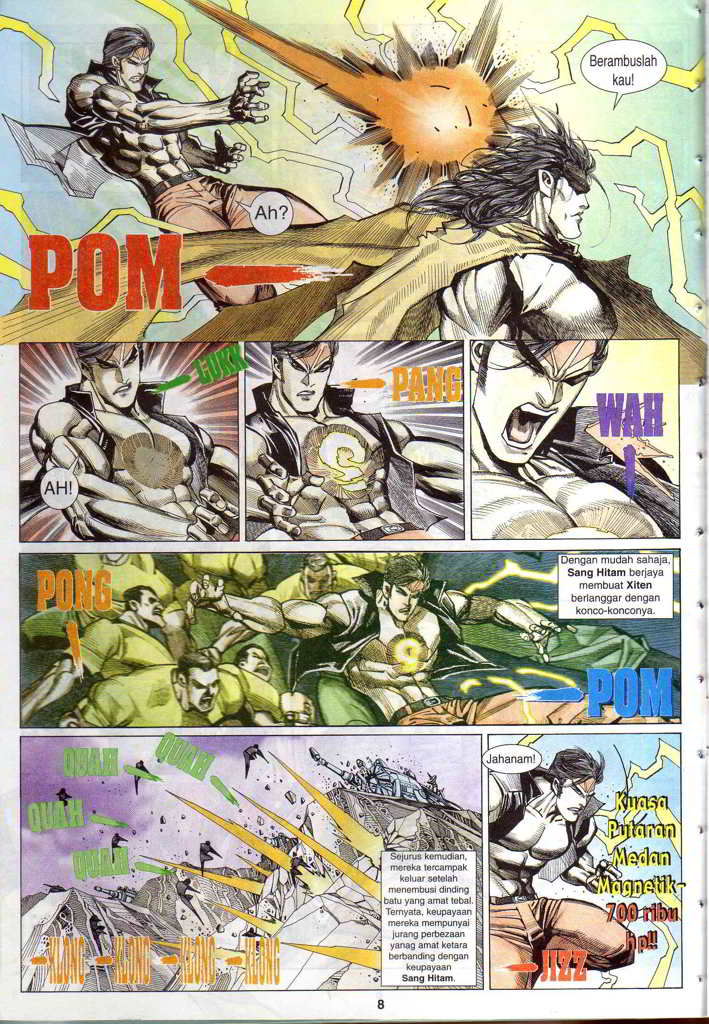 Berambuslah
kau!
Ah?
POM
LUKK
AH!
PANG
WAH
PONG
Dengan mudah sahaja,
Sang Hitam berjaya
membuat Xiten
berlanggar dengan
konco-konconya.
POM
QUAH
QUAH
QUAH
QUAH
Sejurus kemudian,
mereka tercampak
keluar setelah
menembusi dinding
batu yang amat tebal.
Ternyata, keupayaan
mereka mempunyai
jurang perbezaan
yanag amat ketara
berbanding dengan
keupayaan
Sang Hitam.
KLONG KLONG KLONG KLONG
Jahanam!
Kuasa
Putaran
Medan
Magnetik-
700 ribu
hp!!
JIZZ
8